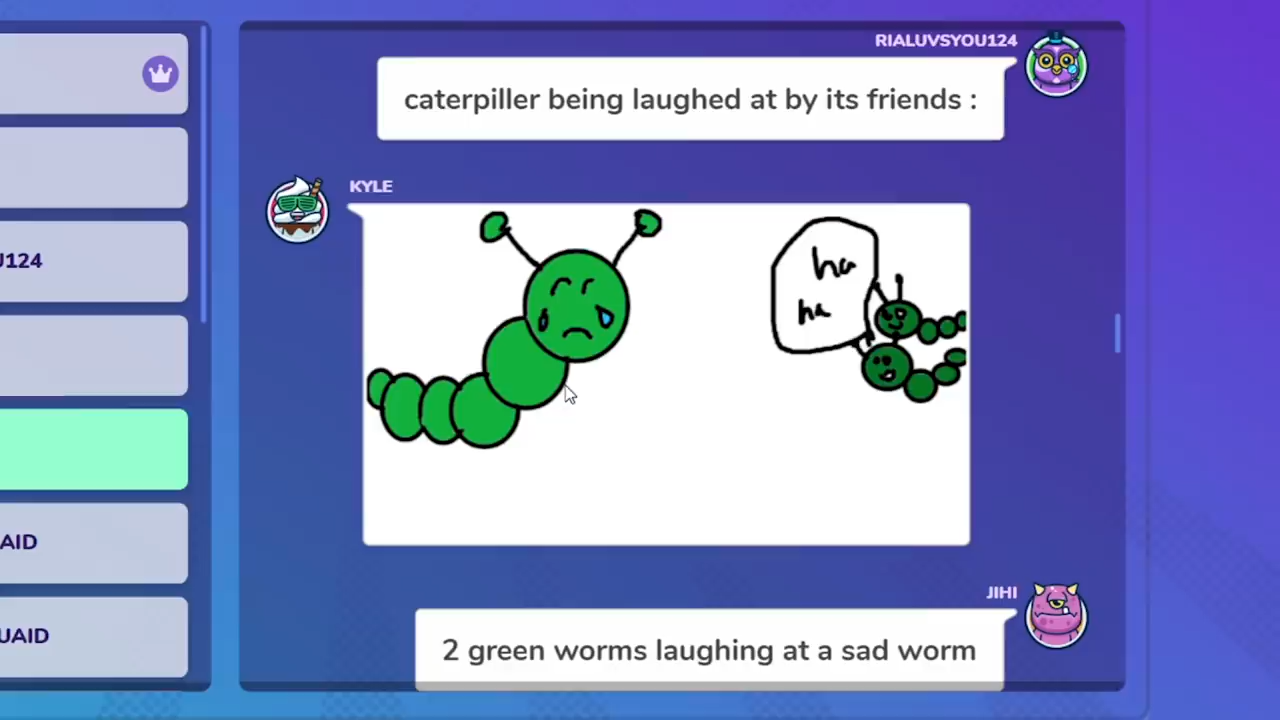 RIALUVSYOU124
caterpiller being laughed at by its friends :
KYLE
U124
ha
ha
AID
JIHI
UAID
2 green worms laughing at a sad worm